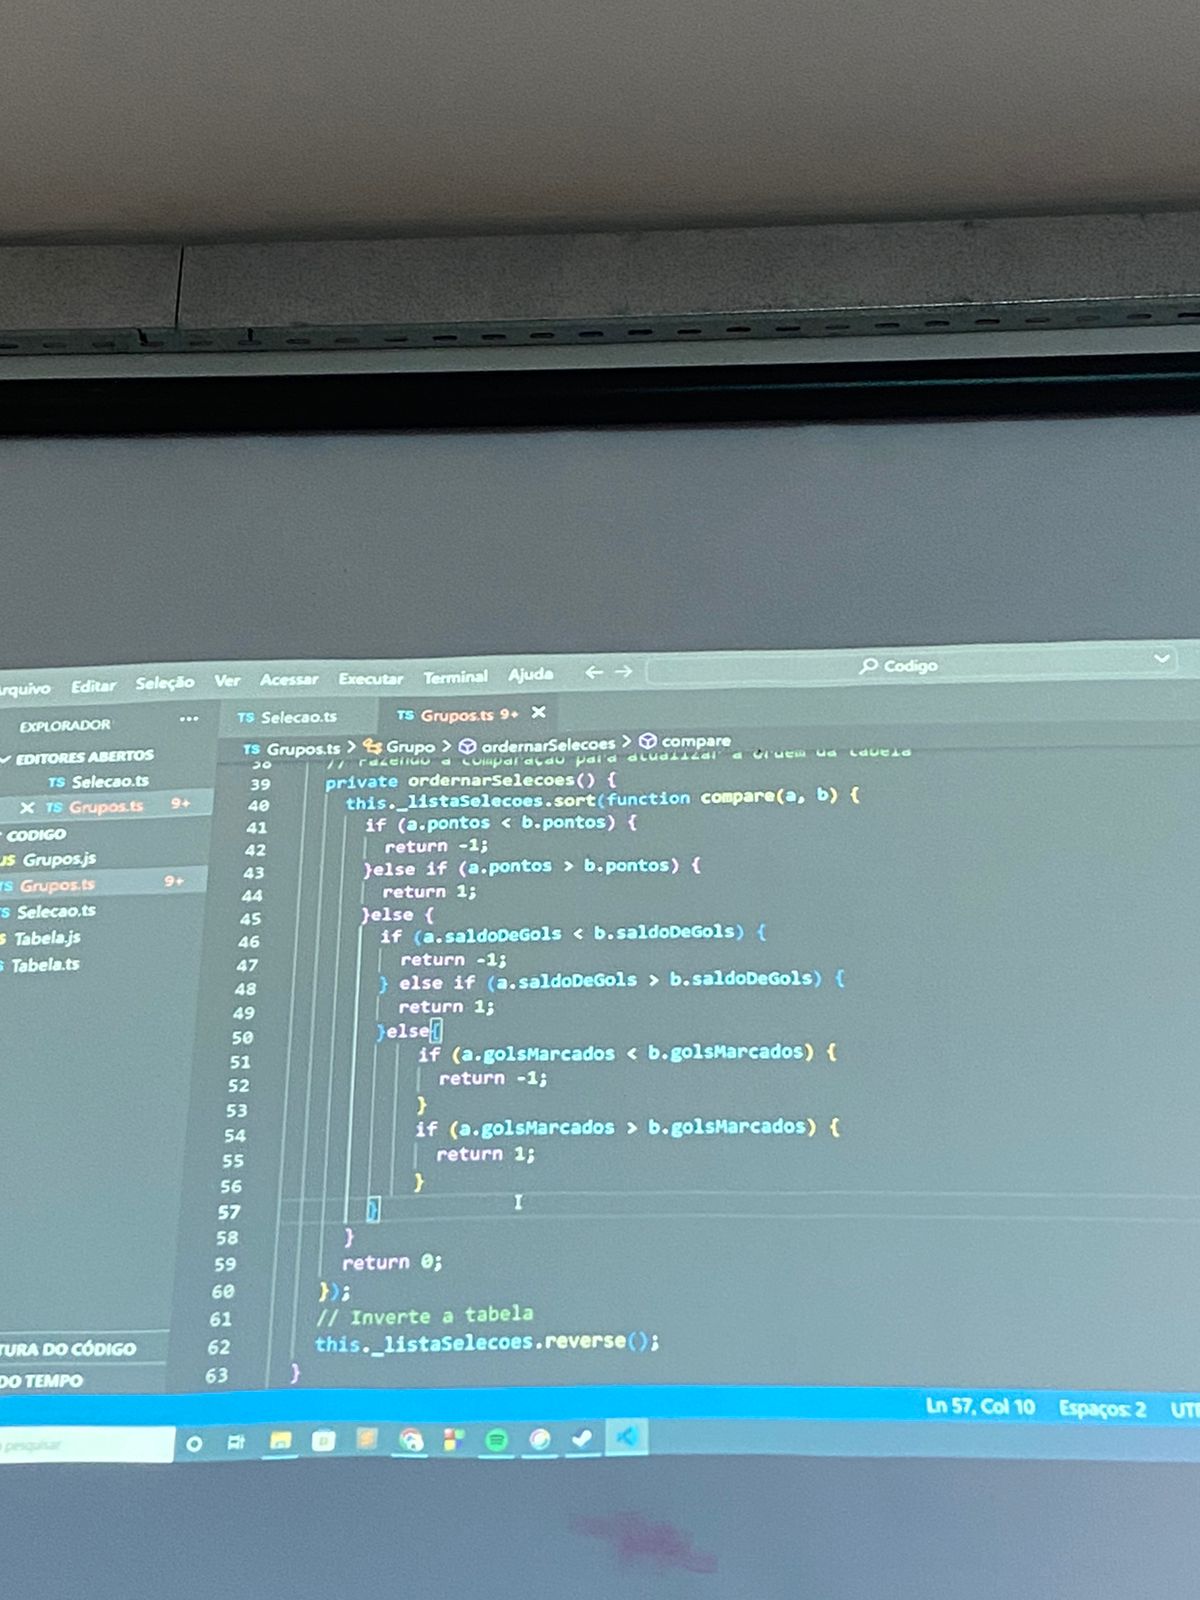 rquivo Editar Seleção Ver Acessar Executar Terminal Ajuda Codigo
EXPLORADOR ...
EDITORES ABERTOS
TS Selecao.ts
TS Grupos.ts 9+
CODIGO
JS Grupos.js
TS Grupos.ts 9+
TS Selecao.ts
Tabela.js
Tabela.ts
TURA DO CÓDIGO
DO TEMPO
TS Selecao.ts TS Grupos.ts 9+
TS Grupos.ts > Grupo > ordernarSelecoes > compare
38 // Fazendo a comparação para atualizar a ordem da tabela
39 private ordernarSelecoes() {
40 this._listaSelecoes.sort(function compare(a, b) {
41 if (a.pontos < b.pontos) {
42 return -1;
43 }else if (a.pontos > b.pontos) {
44 return 1;
45 }else {
46 if (a.saldoDeGols < b.saldoDeGols) {
47 return -1;
48 } else if (a.saldoDeGols > b.saldoDeGols) {
49 return 1;
50 }else{
51 if (a.golsMarcados < b.golsMarcados) {
52 return -1;
53 }
54 if (a.golsMarcados > b.golsMarcados) {
55 return 1;
56 }
57 }
58 }
59 return 0;
60 });
61 // Inverte a tabela
62 this._listaSelecoes.reverse();
63 }
Ln 57, Col 10 Espaços: 2 UTF
pesquisar